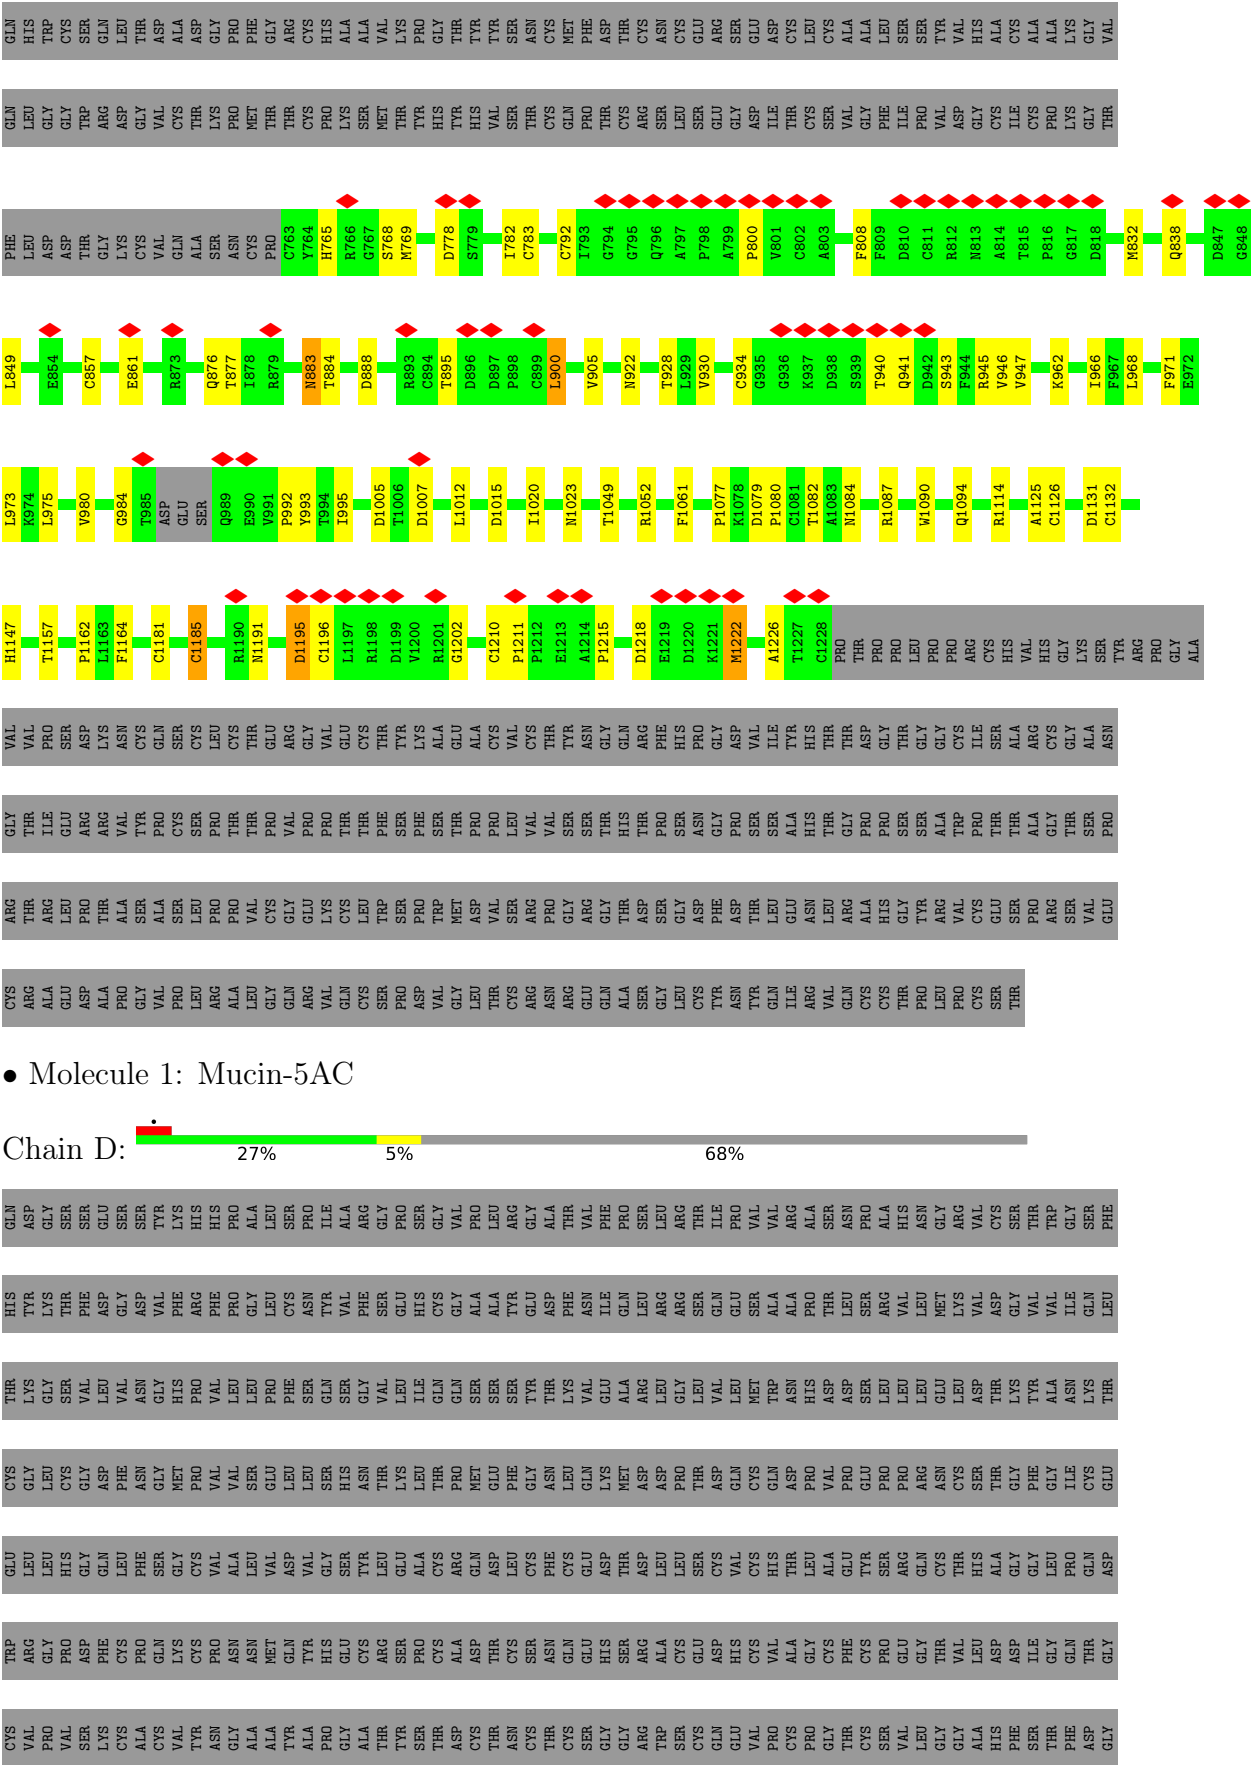 GLN HIS TRP CYS SER GLN LEU THR ASP ALA ASP GLY PRO PHE GLY ARG CYS HIS ALA ALA VAL LYS PRO GLY THR TYR TYR SER ASN CYS MET PHE ASP THR CYS ASN CYS GLU ARG SER GLU ASP CYS LEU CYS ALA ALA LEU SER SER TYR VAL HIS ALA CYS ALA ALA LYS GLY VAL
GLN LEU GLY GLY TRP ARG ASP GLY VAL CYS THR LYS PRO MET THR THR CYS PRO LYS SER MET THR TYR HIS TYR HIS VAL SER THR CYS GLN PRO THR CYS ARG SER LEU SER GLU GLY ASP ILE THR CYS SER VAL GLY PHE ILE PRO VAL ASP GLY CYS ILE CYS PRO LYS GLY THR
PHE LEU ASP ASP THR GLY LYS CYS VAL GLN ALA SER ASN CYS PRO C763 Y764 H765 R766 G767 S768 M769 D778 S779 I782 C783 C792 I793 G794 G795 Q796 A797 P798 A799 P800 V801 C802 A803 F808 F809 D810 C811 R812 N813 A814 T815 P816 G817 D818 M832 Q838 D847 G848
L849 E854 C857 E861 R873 Q876 T877 I878 R879 N883 T884 D888 R893 C894 T895 D896 D897 P898 C899 L900 V905 N922 T928 L929 V930 C934 G935 G936 K937 D938 S939 T940 Q941 D942 S943 F944 R945 V946 V947 K962 I966 F967 L968 F971 E972
L973 K974 L975 V980 G984 T985 ASP GLU SER Q989 E990 V991 P992 Y993 T994 I995 D1005 T1006 D1007 L1012 D1015 I1020 N1023 T1049 R1052 F1061 P1077 K1078 D1079 P1080 C1081 T1082 A1083 N1084 R1087 W1090 Q1094 R1114 A1125 C1126 D1131 C1132
H1147 T1157 P1162 L1163 F1164 C1181 C1185 R1190 N1191 D1195 C1196 L1197 R1198 D1199 V1200 R1201 G1202 C1210 P1211 P1212 E1213 A1214 P1215 D1218 E1219 D1220 K1221 M1222 A1226 T1227 C1228 PRO THR PRO PRO LEU PRO PRO ARG CYS HIS VAL HIS GLY LYS SER TYR ARG PRO GLY ALA
VAL VAL PRO SER ASP LYS ASN CYS GLN SER CYS LEU CYS THR GLU ARG GLY VAL GLU CYS THR TYR LYS ALA GLU ALA CYS VAL CYS THR TYR ASN GLY GLN ARG PHE HIS PRO GLY ASP VAL ILE TYR HIS THR THR ASP GLY THR GLY GLY CYS ILE SER ALA ARG CYS GLY ALA ASN
GLY THR ILE GLU ARG ARG VAL TYR PRO CYS SER PRO THR THR PRO VAL PRO PRO THR THR PHE SER PHE SER THR PRO PRO LEU VAL VAL SER SER THR HIS THR PRO SER ASN GLY PRO SER SER ALA HIS THR GLY PRO PRO SER SER ALA TRP PRO THR THR ALA GLY THR SER PRO
ARG THR ARG LEU PRO THR ALA SER ALA SER LEU PRO PRO VAL CYS GLY GLU LYS CYS LEU TRP SER PRO TRP MET ASP VAL SER ARG PRO GLY ARG GLY THR ASP SER GLY ASP PHE ASP THR LEU GLU ASN LEU ARG ALA HIS GLY TYR ARG VAL CYS GLU SER PRO ARG SER VAL GLU
CYS ARG ALA GLU ASP ALA PRO GLY VAL PRO LEU ARG ALA LEU GLY GLN ARG VAL GLN CYS SER PRO ASP VAL GLY LEU THR CYS ARG ASN ARG GLU GLN ALA SER GLY LEU CYS TYR ASN TYR GLN ILE ARG VAL GLN CYS CYS THR PRO LEU PRO CYS SER THR
• Molecule 1: Mucin-5AC
Chain D: 27% 5% 68%
GLN ASP GLY SER SER GLU SER SER TYR LYS HIS HIS PRO ALA LEU SER PRO ILE ALA ARG GLY PRO SER GLY VAL PRO LEU ARG GLY ALA THR VAL PHE PRO SER LEU ARG THR ILE PRO VAL VAL ARG ALA SER ASN PRO ALA HIS ASN GLY ARG VAL CYS SER THR TRP GLY SER PHE
HIS TYR LYS THR PHE ASP GLY ASP VAL PHE ARG PHE PRO GLY LEU CYS ASN TYR VAL PHE SER GLU HIS CYS GLY ALA ALA TYR GLU ASP PHE ASN ILE GLN LEU ARG ARG SER GLN GLU SER ALA ALA PRO THR LEU SER ARG VAL LEU MET LYS VAL ASP GLY VAL VAL ILE GLN LEU
THR LYS GLY SER VAL LEU VAL ASN GLY HIS PRO VAL LEU LEU PRO PHE SER GLN SER GLY VAL LEU ILE GLN GLN SER SER SER TYR THR LYS VAL GLU ALA ARG LEU GLY LEU VAL LEU MET TRP ASN HIS ASP ASP SER LEU LEU LEU GLU LEU ASP THR LYS TYR ALA ASN LYS THR
CYS GLY LEU CYS GLY ASP PHE ASN GLY MET PRO VAL VAL SER GLU LEU LEU SER HIS ASN THR LYS LEU THR PRO MET GLU PHE GLY ASN LEU GLN LYS MET ASP ASP PRO THR ASP GLN CYS GLN ASP PRO VAL PRO GLU PRO PRO ARG ASN CYS SER THR GLY PHE GLY ILE CYS GLU
GLU LEU LEU HIS GLY GLN LEU PHE SER GLY CYS VAL ALA LEU VAL ASP VAL GLY SER TYR LEU GLU ALA CYS ARG GLN ASP LEU CYS PHE CYS GLU ASP THR ASP LEU LEU SER CYS VAL CYS HIS THR LEU ALA GLU TYR SER ARG GLN CYS THR HIS ALA GLY GLY LEU PRO GLN ASP
TRP ARG GLY PRO ASP PHE CYS PRO GLN LYS CYS PRO ASN ASN MET GLN TYR HIS GLU CYS ARG SER PRO CYS ALA ASP THR CYS SER ASN GLN GLU HIS SER ARG ALA CYS GLU ASP HIS CYS VAL ALA GLY CYS PHE CYS PRO GLU GLY THR VAL LEU ASP ASP ILE GLY GLN THR GLY
CYS VAL PRO VAL SER LYS CYS ALA CYS VAL TYR ASN GLY ALA ALA TYR ALA PRO GLY ALA THR TYR SER THR ASP CYS THR ASN CYS THR CYS SER GLY GLY ARG TRP SER CYS GLN GLU VAL PRO CYS PRO GLY THR CYS SER VAL LEU GLY GLY ALA HIS PHE SER THR PHE ASP GLY